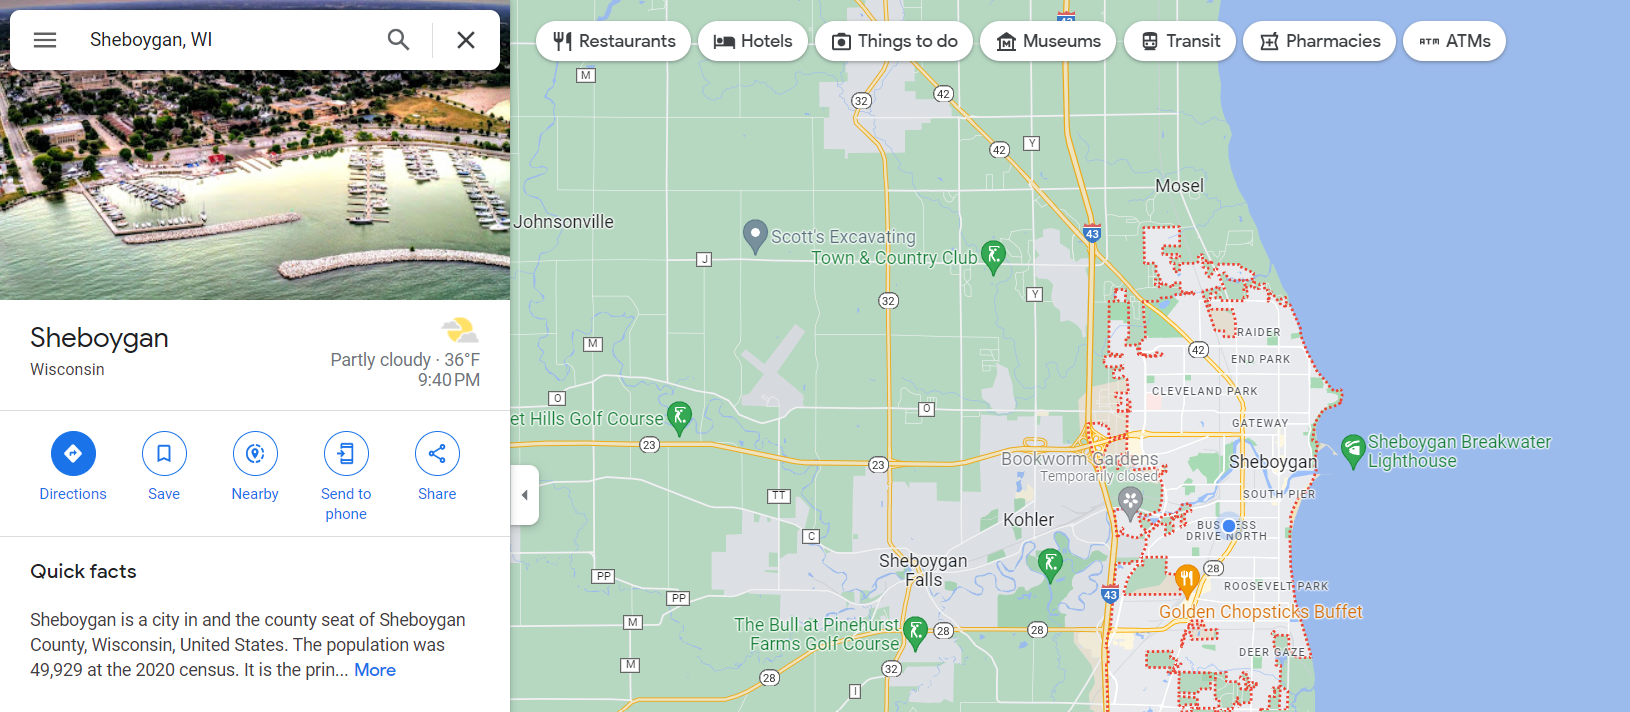 Sheboygan, WI
Restaurants
Hotels
Things to do
Museums
Transit
Pharmacies
ATM ATMs
Sheboygan
Wisconsin
Partly cloudy · 36°F
9:40 PM
Directions
Save
Nearby
Send to
phone
Share
Quick facts
Sheboygan is a city in and the county seat of Sheboygan
County, Wisconsin, United States. The population was
49,929 at the 2020 census. It is the prin... More
43
M
32
42
42
Y
Mosel
Johnsonville
43
Scott's Excavating
Town & Country Club
J
Y
32
RAIDER
M
42
END PARK
CLEVELAND PARK
O
O
et Hills Golf Course
GATEWAY
23
23
Sheboygan Breakwater
Lighthouse
Bookworm Gardens
Temporarily closed
Sheboygan
TT
SOUTH PIER
Kohler
BUS ESS
DRIVE NORTH
C
Sheboygan
Falls
28
PP
ROOSEVELT PARK
PP
43
Golden Chopsticks Buffet
M
The Bull at Pinehurst
Farms Golf Course
28
28
DEER GAZE
M
32
28
I